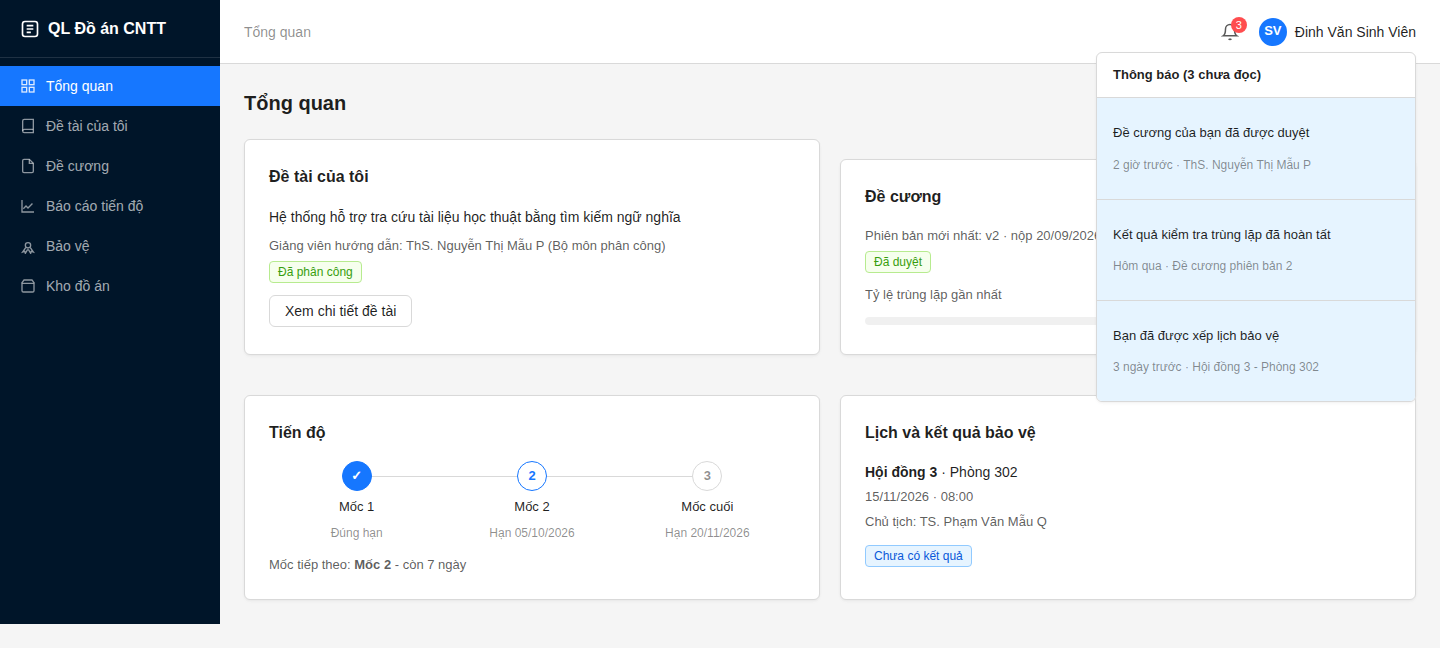 QL Đồ án CNTT
Tổng quan
Đề tài của tôi
Đề cương
Báo cáo tiến độ
Bảo vệ
Kho đồ án
Tổng quan
3
SV
Đinh Văn Sinh Viên
Thông báo (3 chưa đọc)
Đề cương của bạn đã được duyệt
2 giờ trước · ThS. Nguyễn Thị Mẫu P
Kết quả kiểm tra trùng lặp đã hoàn tất
Hôm qua · Đề cương phiên bản 2
Bạn đã được xếp lịch bảo vệ
3 ngày trước · Hội đồng 3 - Phòng 302
Tổng quan
Đề tài của tôi
Hệ thống hỗ trợ tra cứu tài liệu học thuật bằng tìm kiếm ngữ nghĩa
Giảng viên hướng dẫn: ThS. Nguyễn Thị Mẫu P (Bộ môn phân công)
Đã phân công
Xem chi tiết đề tài
Đề cương
Phiên bản mới nhất: v2 · nộp 20/09/2026
Đã duyệt
Tỷ lệ trùng lặp gần nhất
Tiến độ
✓
2
3
Mốc 1
Mốc 2
Mốc cuối
Đúng hạn
Hạn 05/10/2026
Hạn 20/11/2026
Mốc tiếp theo: Mốc 2 - còn 7 ngày
Lịch và kết quả bảo vệ
Hội đồng 3 · Phòng 302
15/11/2026 · 08:00
Chủ tịch: TS. Phạm Văn Mẫu Q
Chưa có kết quả